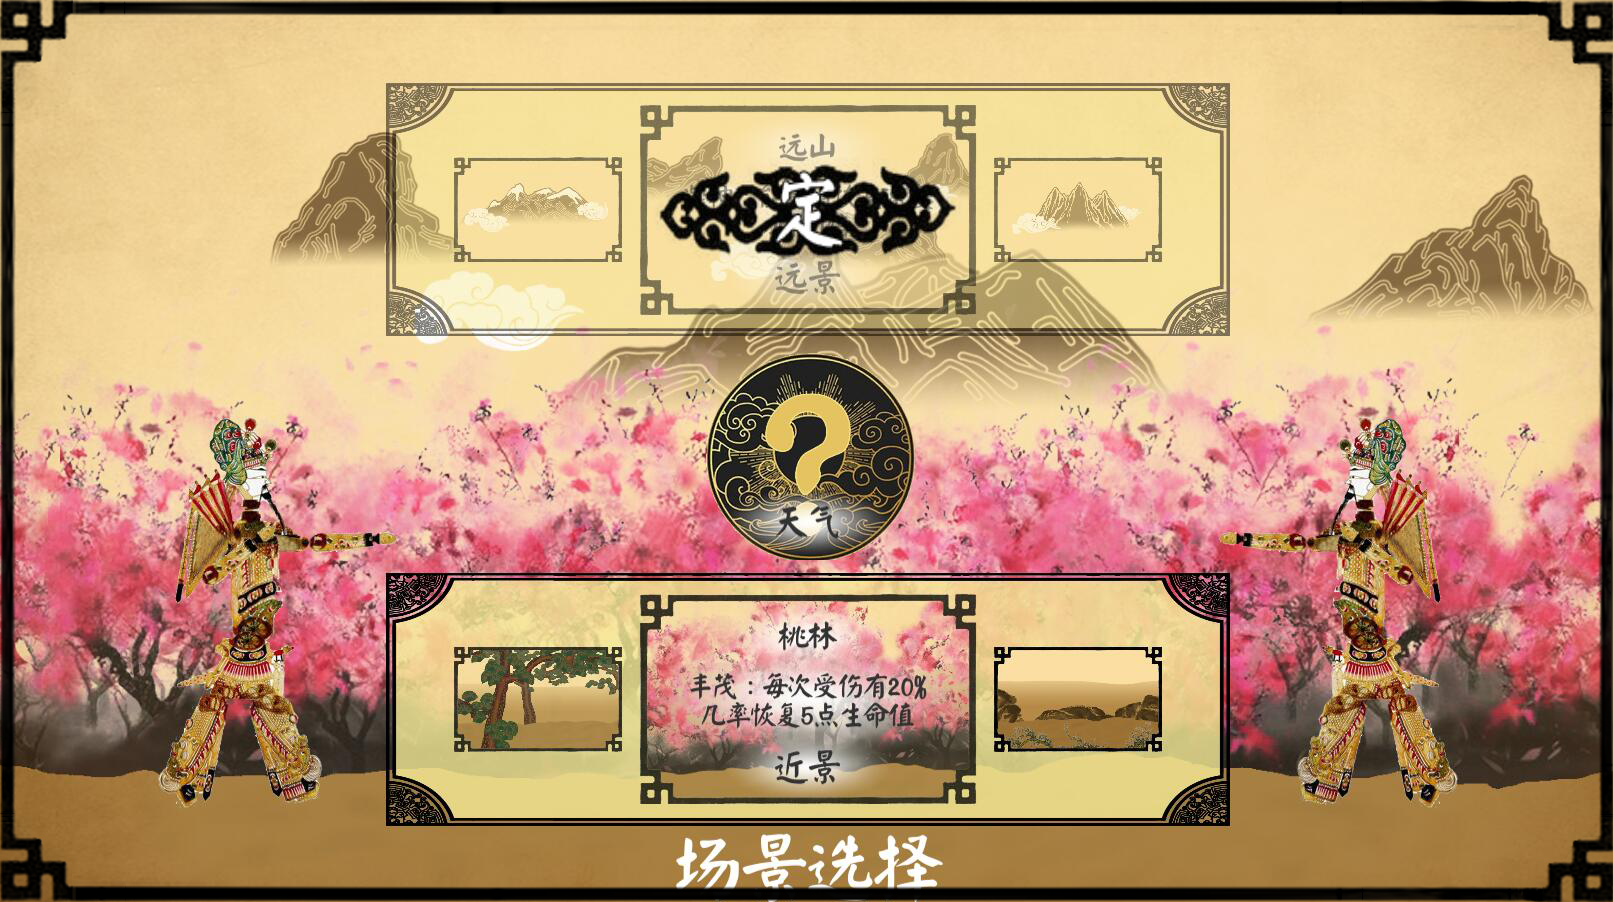 远山
定
远景
天气
桃林
丰茂：每次受伤有20%
几率恢复5点生命值
近景
场景选择